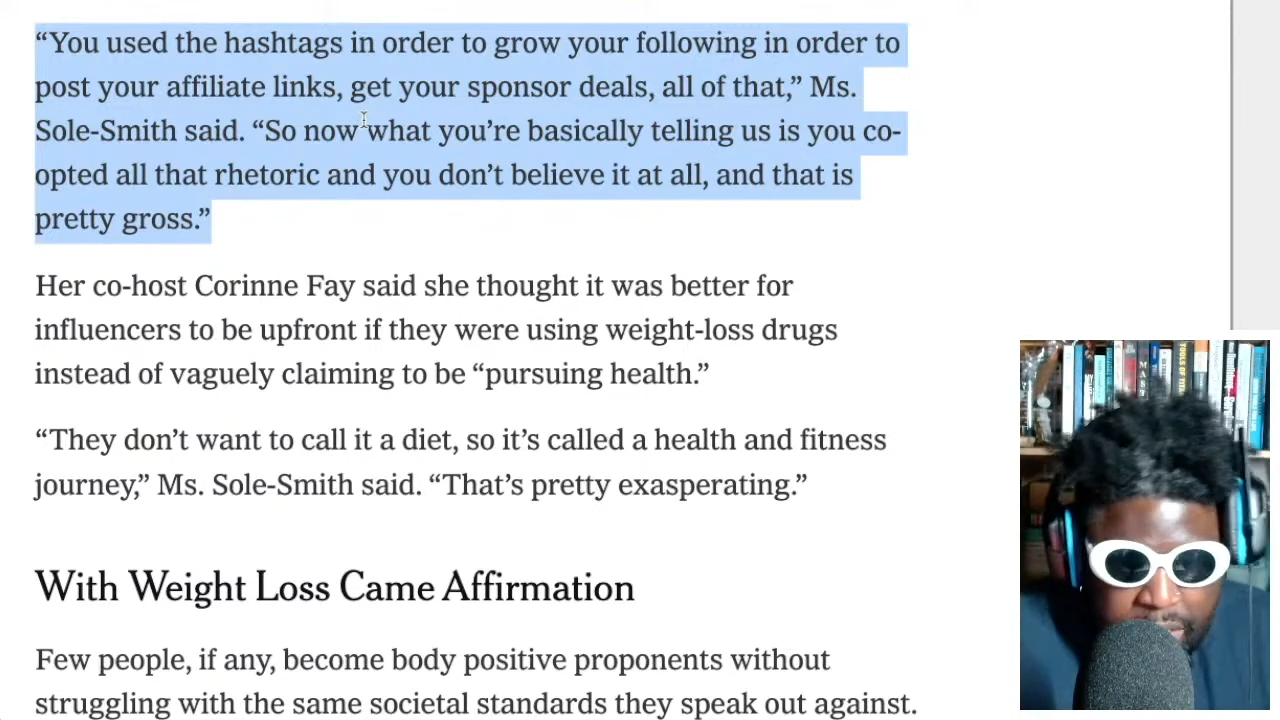 “You used the hashtags in order to grow your following in order to
post your affiliate links, get your sponsor deals, all of that,” Ms.
Sole-Smith said. “So now what you’re basically telling us is you co-
opted all that rhetoric and you don’t believe it at all, and that is
pretty gross.”
Her co-host Corinne Fay said she thought it was better for
influencers to be upfront if they were using weight-loss drugs
instead of vaguely claiming to be “pursuing health.”
“They don’t want to call it a diet, so it’s called a health and fitness
journey,” Ms. Sole-Smith said. “That’s pretty exasperating.”
With Weight Loss Came Affirmation
Few people, if any, become body positive proponents without
struggling with the same societal standards they speak out against.
TOOLS OF TITA